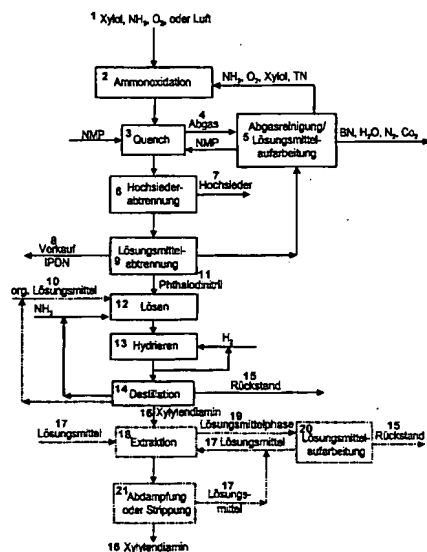 1 Xylol, NH3, O2, oder Luft
2 Ammonoxidation
NH3, O2, Xylol, TN
4
Abgas
NMP
3 Quench
NMP
Abgasreinigung/
5 Lösungsmittel-
aufarbeitung
BN, H2O, N2, Co2
6 Hochsieder-
abtrennung
7
Hochsieder
8
Verkauf
IPDN
9 Lösungsmittel-
abtrennung
11
Phthalodinitril
10
org. Lösungsmittel
12 Lösen
NH3
13 Hydrieren
H2
14 Destillation
15
Rückstand
16 Xylylendiamin
17
Lösungsmittel
18 Extraktion
19
Lösungsmittelphase
17 Lösungsmittel
20
Lösungsmittel-
aufarbeitung
15
Rückstand
21 Abdampfung
oder Strippung
17
Lösungs-
mittel
16 Xylylendiamin